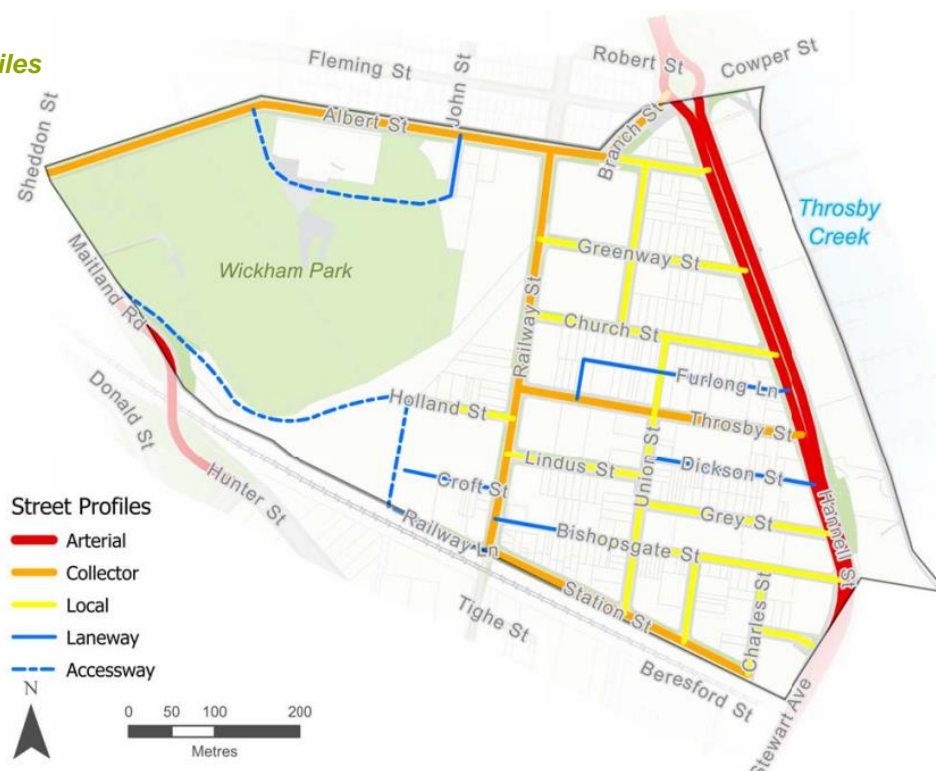 iles
Fleming St
Robert St
Cowper St
John St
Albert St
Branch St
Sheddon St
Throsby
Creek
Wickham Park
Greenway St
Maitland Rd
Railway St
Church St
Furlong Ln
Donald St
Holland St
Throsby St
Union St
Lindus St
Dickson St
Hunter St
Croft St
Grey St
Hannell St
Railway Ln
Bishopsgate St
Station St
Charles St
Tighe St
Beresford St
Stewart Ave
Street Profiles
Arterial
Collector
Local
Laneway
Accessway
N
0 50 100 200
Metres